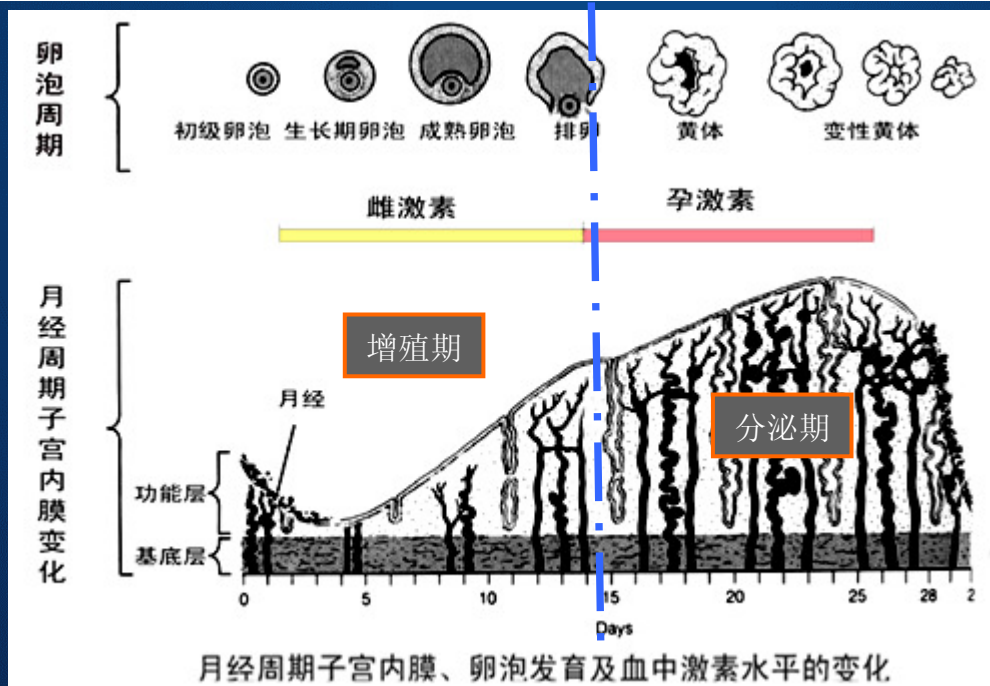 卵泡周期
初级卵泡 生长期卵泡 成熟卵泡 排卵 黄体 变性黄体
雌激素 孕激素
月经周期子宫内膜变化
增殖期
月经
分泌期
功能层
基底层
0 5 10 15 20 25 28 2
Days
月经周期子宫内膜、卵泡发育及血中激素水平的变化